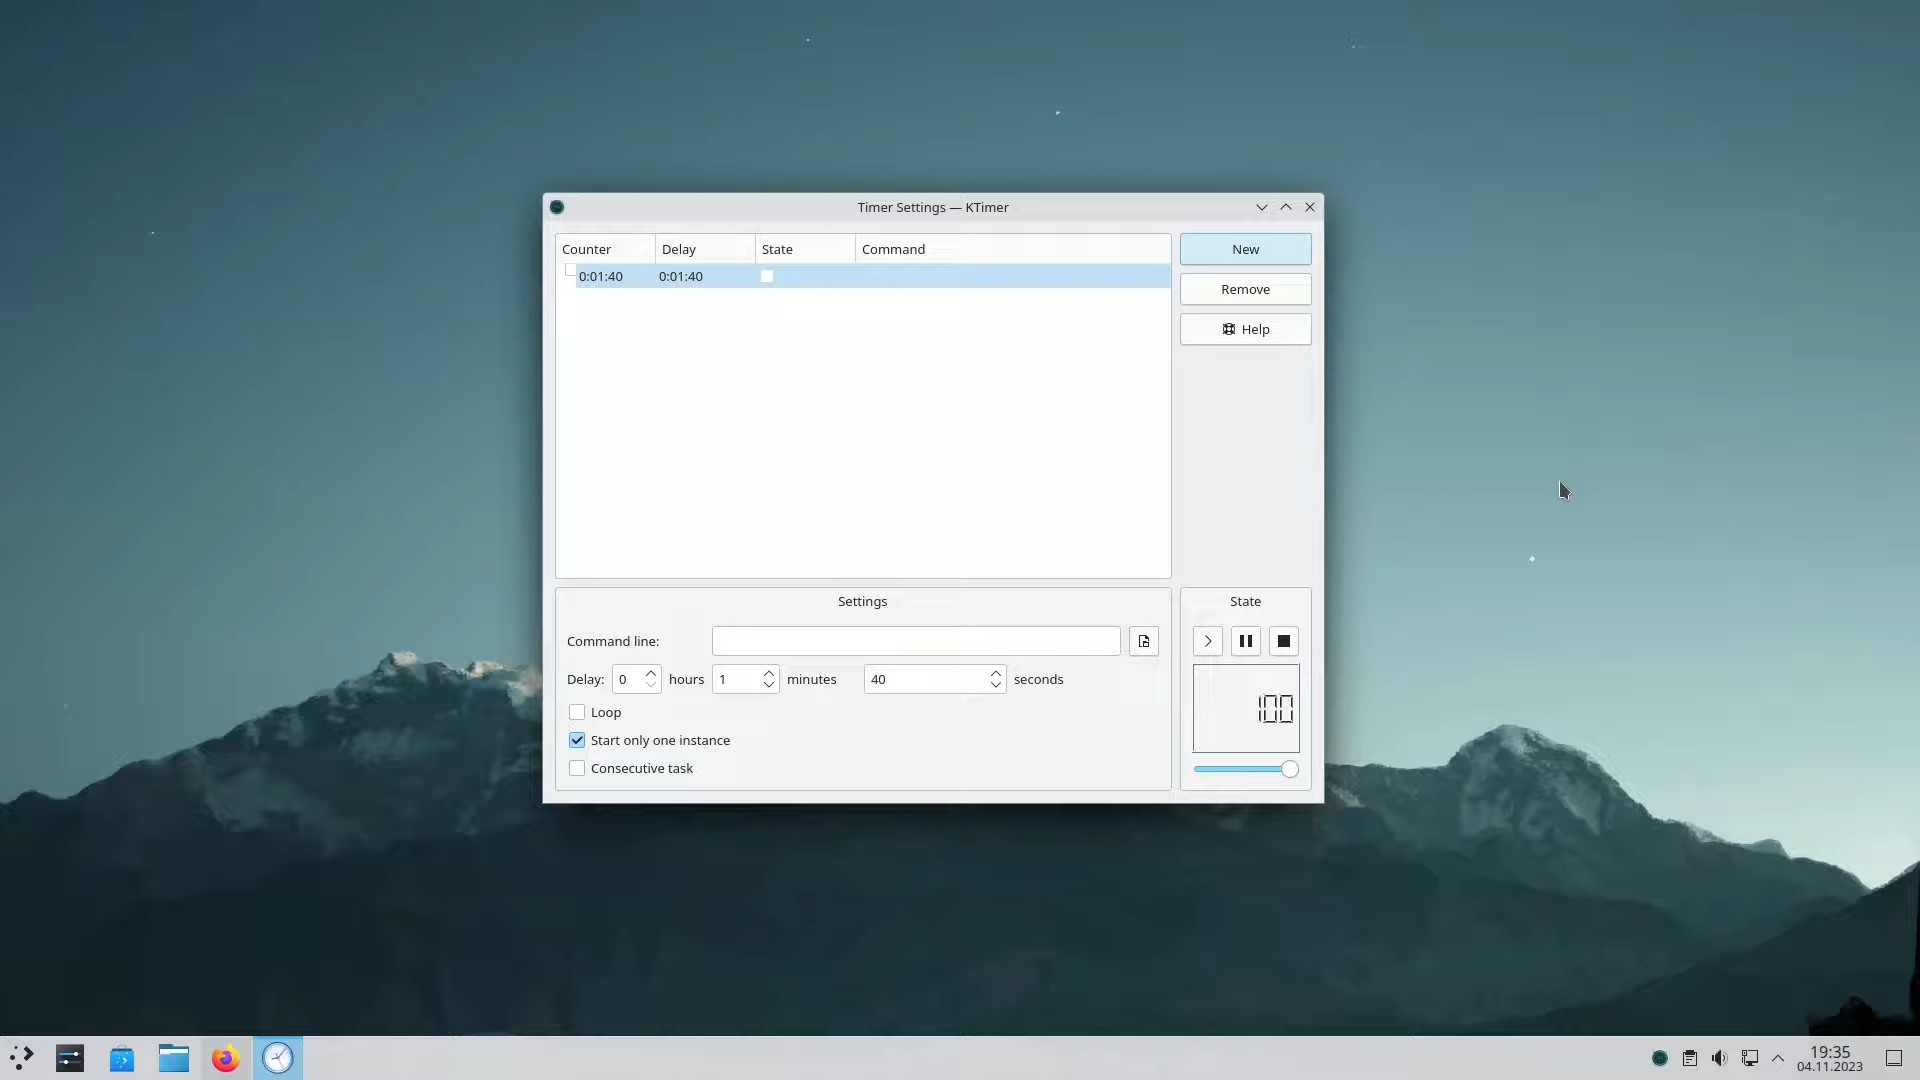 Timer Settings — KTimer
Counter Delay State Command
0:01:40 0:01:40
New
Remove
Help
Settings
Command line:
Delay: 0 hours 1 minutes 40 seconds
Loop
Start only one instance
Consecutive task
State
100
19:35
04.11.2023